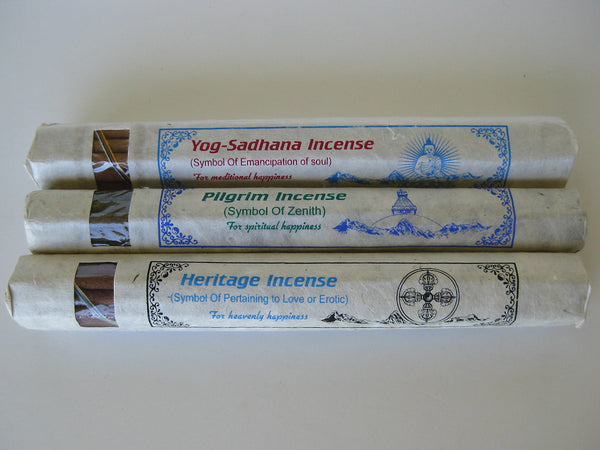 Yog-Sadhana Incense
(Symbol Of Emancipation of soul)
For meditional happiness
Pilgrim Incense
(Symbol Of Zenith)
For spiritual happiness
Heritage Incense
(Symbol Of Pertaining to Love or Erotic)
For heavenly happiness